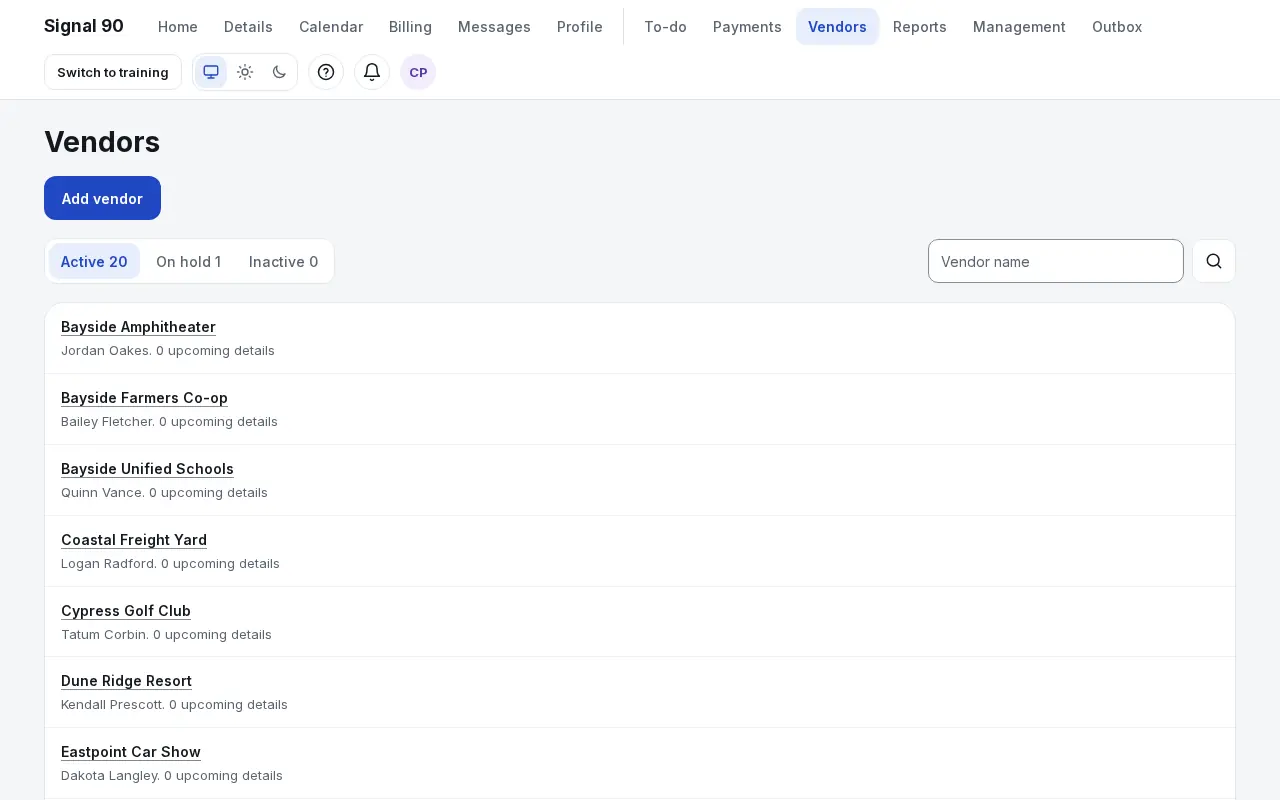 Signal 90
Home
Details
Calendar
Billing
Messages
Profile
To-do
Payments
Vendors
Reports
Management
Outbox
Switch to training
CP
Vendors
Add vendor
Active 20
On hold 1
Inactive 0
Vendor name
Bayside Amphitheater
Jordan Oakes. 0 upcoming details
Bayside Farmers Co-op
Bailey Fletcher. 0 upcoming details
Bayside Unified Schools
Quinn Vance. 0 upcoming details
Coastal Freight Yard
Logan Radford. 0 upcoming details
Cypress Golf Club
Tatum Corbin. 0 upcoming details
Dune Ridge Resort
Kendall Prescott. 0 upcoming details
Eastpoint Car Show
Dakota Langley. 0 upcoming details